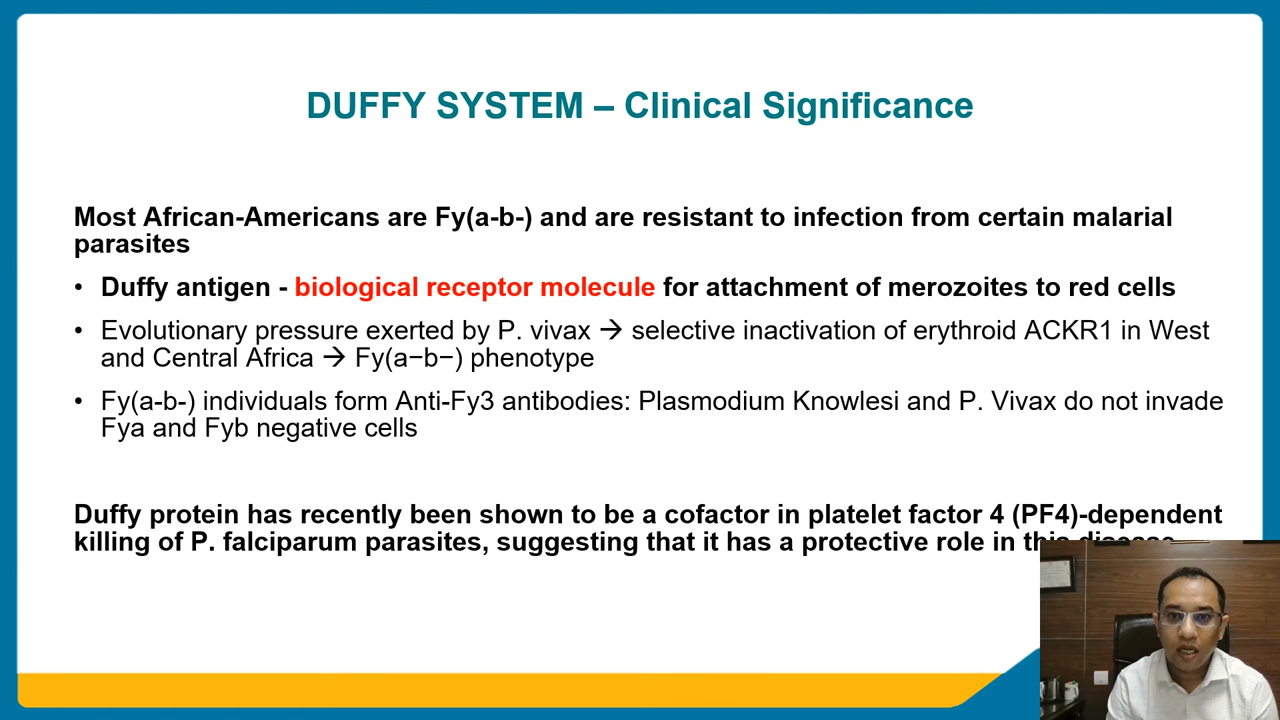 DUFFY SYSTEM – Clinical Significance
Most African-Americans are Fy(a-b-) and are resistant to infection from certain malarial
parasites
• Duffy antigen - biological receptor molecule for attachment of merozoites to red cells
• Evolutionary pressure exerted by P. vivax → selective inactivation of erythroid ACKR1 in West
and Central Africa → Fy(a−b−) phenotype
• Fy(a-b-) individuals form Anti-Fy3 antibodies: Plasmodium Knowlesi and P. Vivax do not invade
Fya and Fyb negative cells
Duffy protein has recently been shown to be a cofactor in platelet factor 4 (PF4)-dependent
killing of P. falciparum parasites, suggesting that it has a protective role in this disease